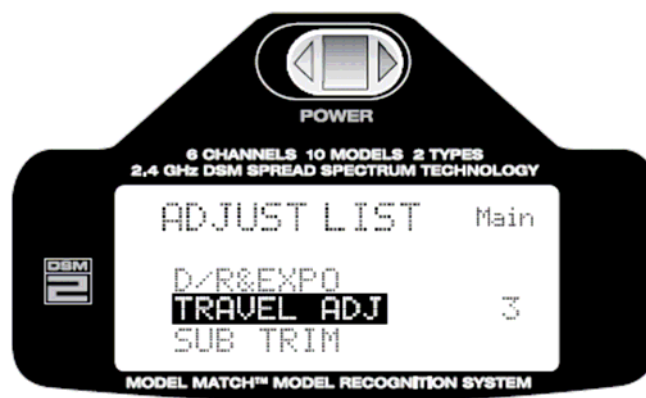 POWER
6 CHANNELS 10 MODELS 2 TYPES
2,4 GHz DSM SPREAD SPECTRUM TECHNOLOGY
ADJUST LIST Main
DSM
2
D/R&EXPO
TRAVEL ADJ 3
SUB TRIM
MODEL MATCH™ MODEL RECOGNITION SYSTEM